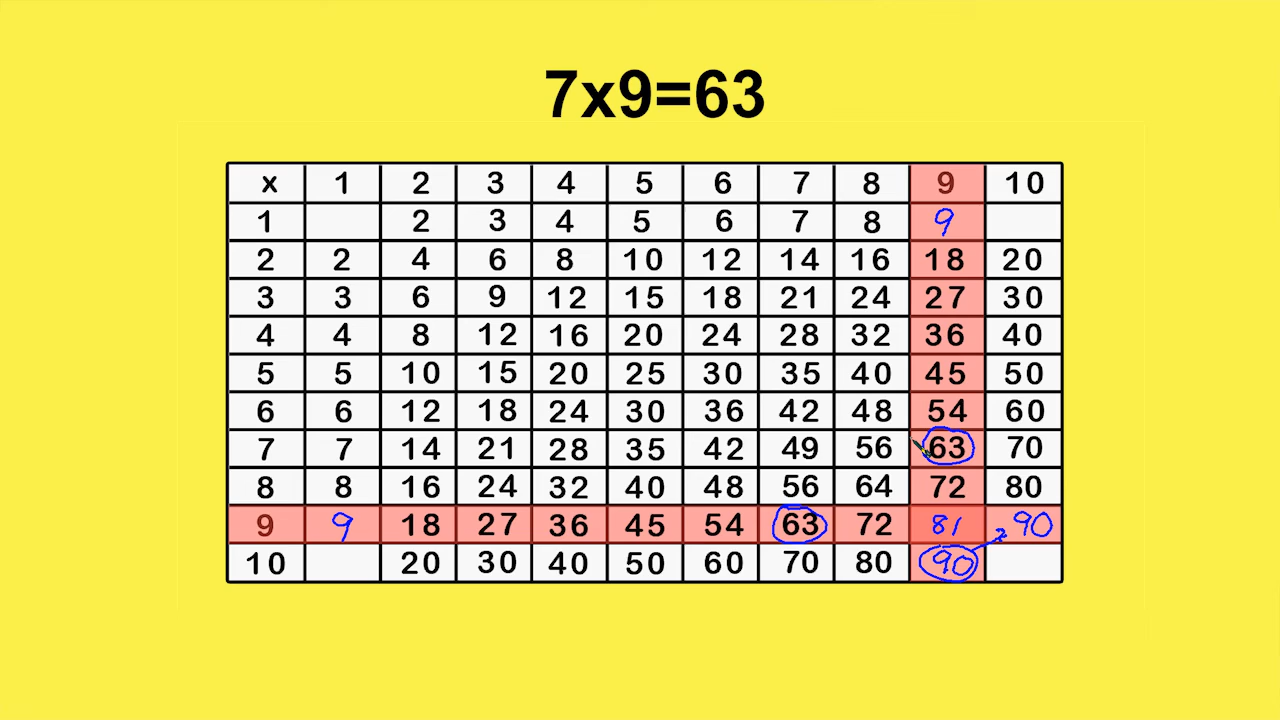 7x9=63
x 1 2 3 4 5 6 7 8 9 10
1 2 3 4 5 6 7 8 9
2 2 4 6 8 10 12 14 16 18 20
3 3 6 9 12 15 18 21 24 27 30
4 4 8 12 16 20 24 28 32 36 40
5 5 10 15 20 25 30 35 40 45 50
6 6 12 18 24 30 36 42 48 54 60
7 7 14 21 28 35 42 49 56 63 70
8 8 16 24 32 40 48 56 64 72 80
9 9 18 27 36 45 54 63 72 81 90
10 20 30 40 50 60 70 80 90